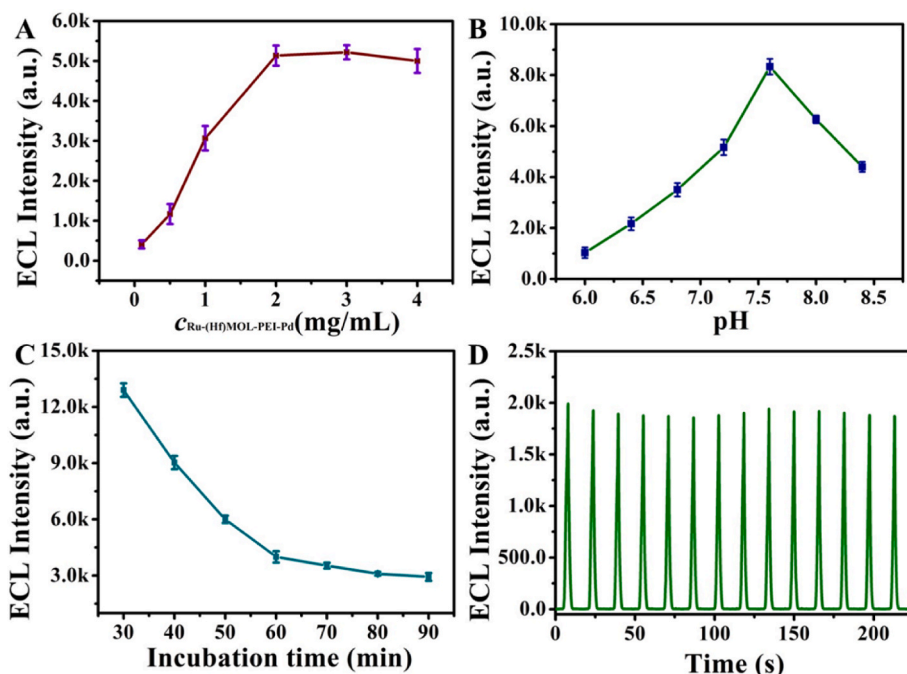 A
ECL Intensity (a.u.)
6.0k
5.0k
4.0k
3.0k
2.0k
1.0k
0.0
0 1 2 3 4
cRu-(Hf)MOL-PEI-Pd(mg/mL)
B
ECL Intensity (a.u.)
10.0k
8.0k
6.0k
4.0k
2.0k
0.0
6.0 6.5 7.0 7.5 8.0 8.5
pH
C
ECL Intensity (a.u.)
15.0k
12.0k
9.0k
6.0k
3.0k
30 40 50 60 70 80 90
Incubation time (min)
D
ECL Intensity (a.u.)
2.5k
2.0k
1.5k
1.0k
500.0
0.0
0 50 100 150 200
Time (s)